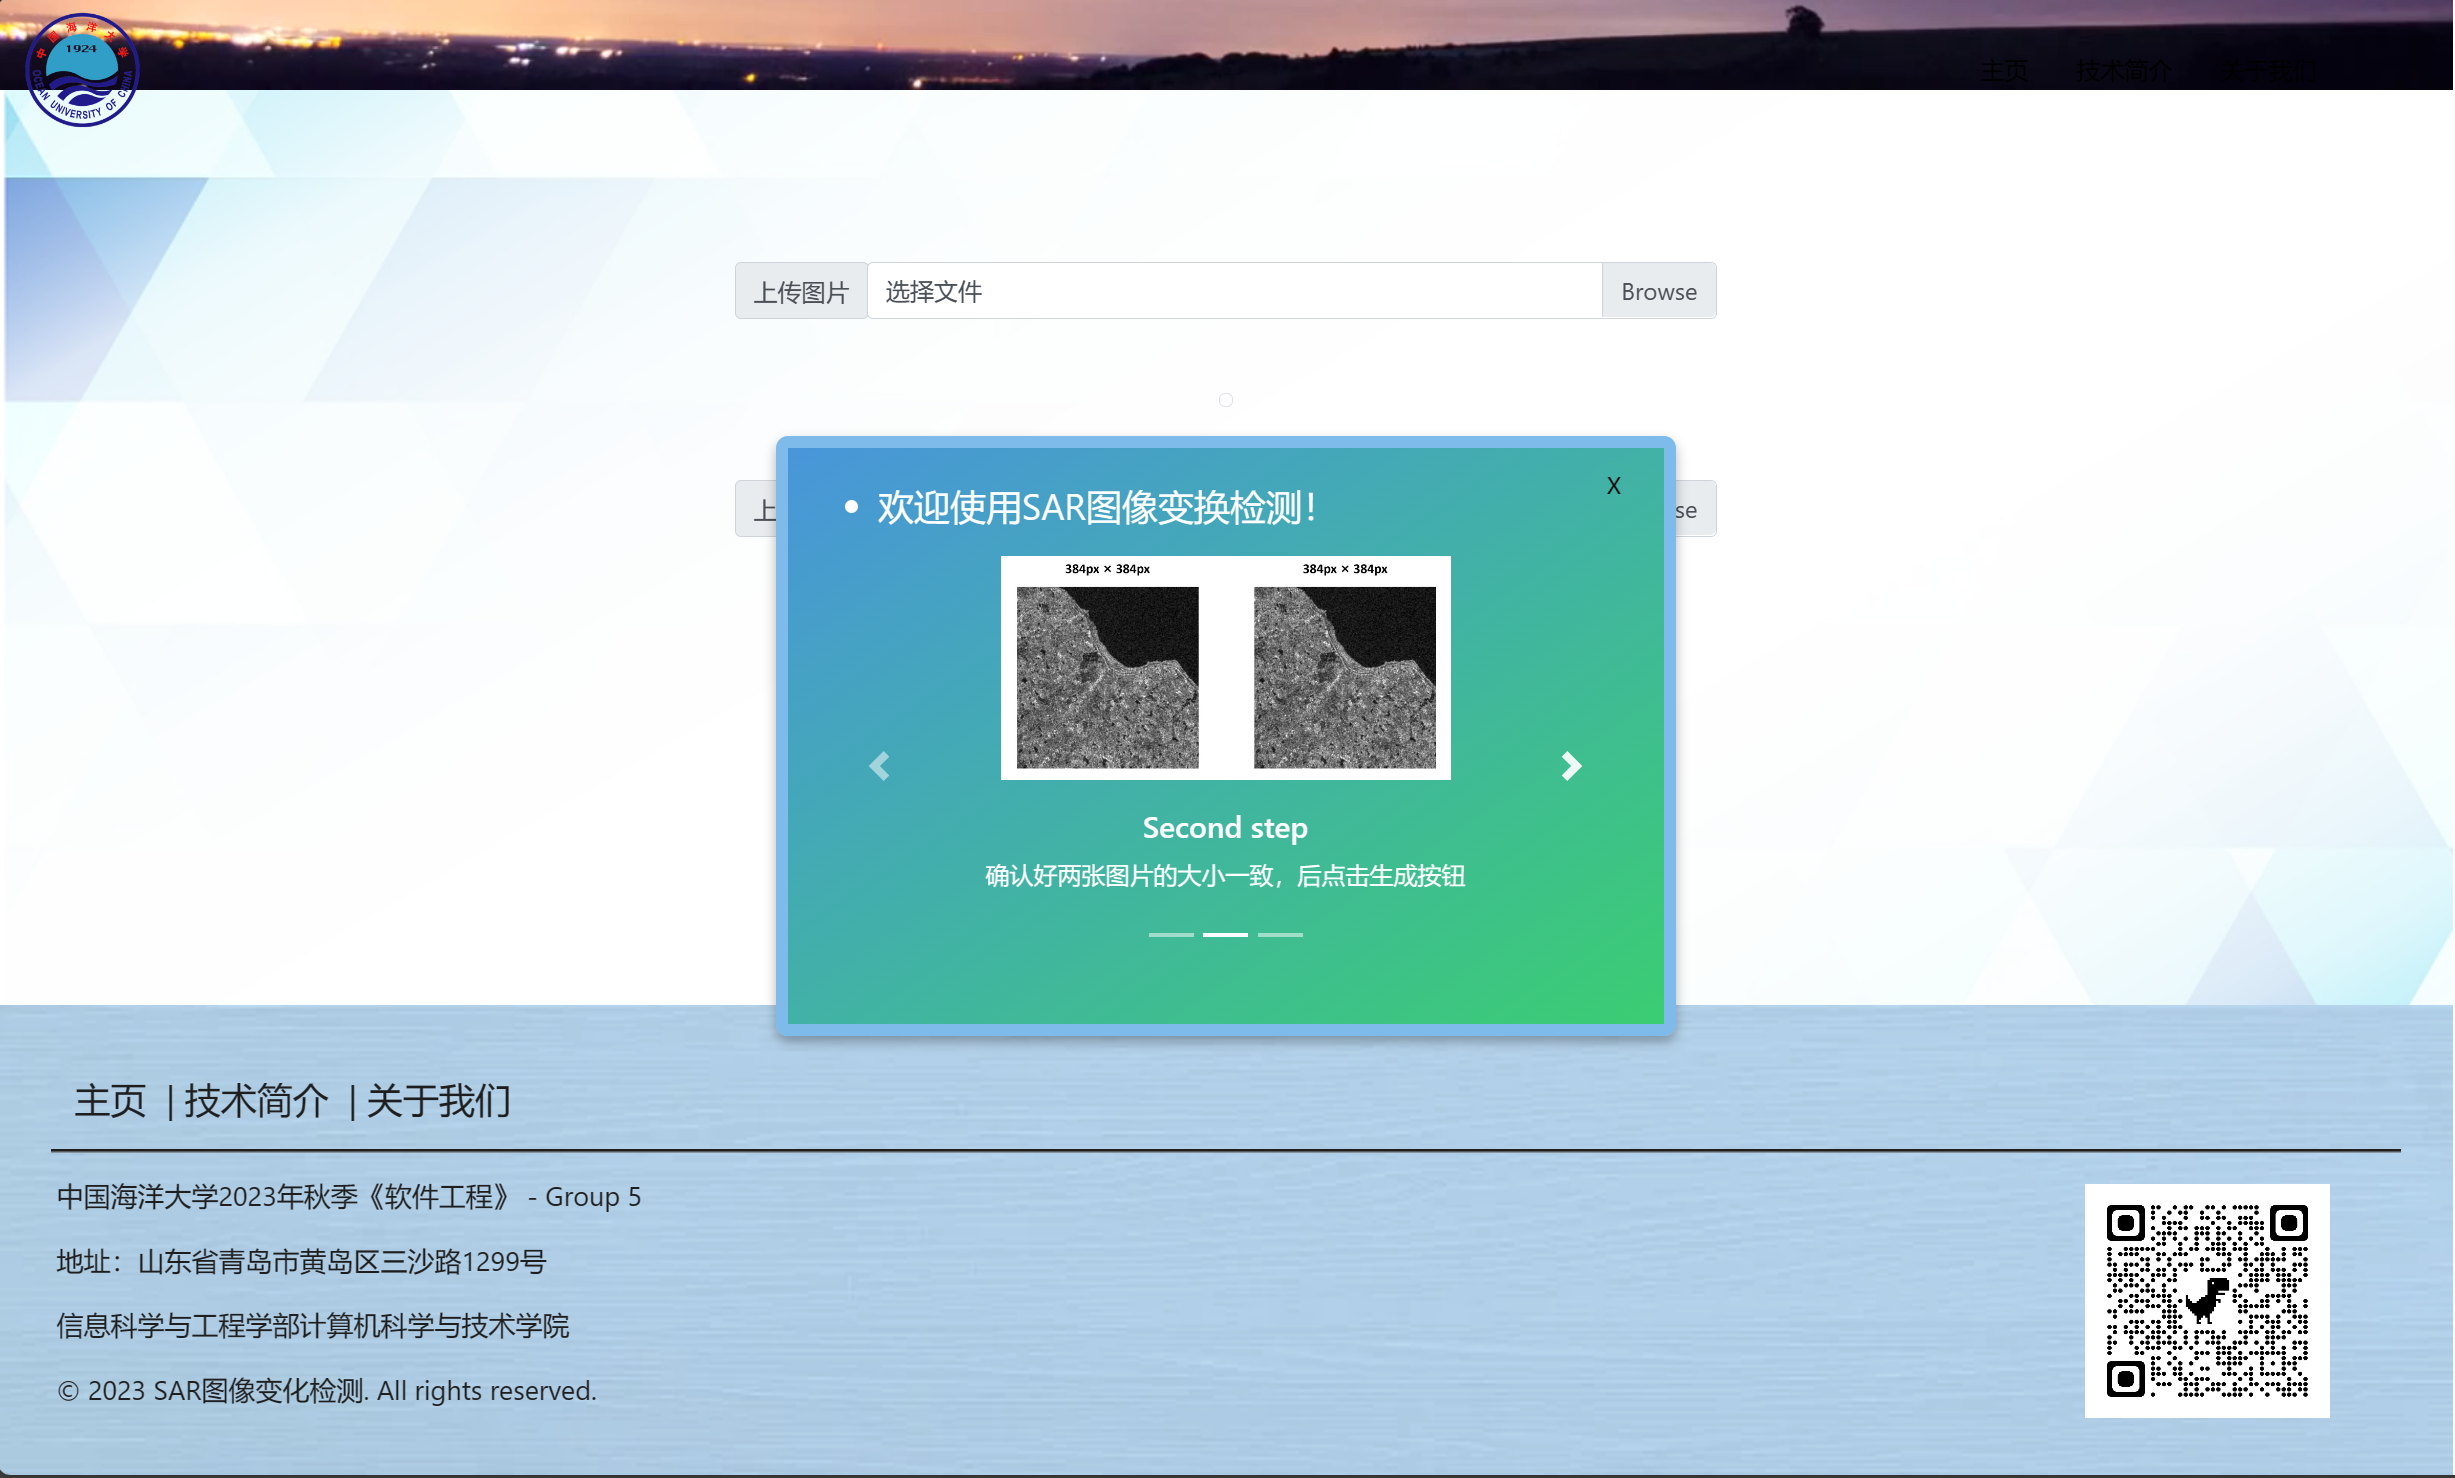 中国海洋大学
1924
OCEAN UNIVERSITY OF CHINA
主页 技术简介 关于我们
上传图片 选择文件 Browse
上 se
X
欢迎使用SAR图像变换检测！
384px × 384px 384px × 384px
Second step
确认好两张图片的大小一致，后点击生成按钮
主页 | 技术简介 | 关于我们
中国海洋大学2023年秋季《软件工程》 - Group 5
地址：山东省青岛市黄岛区三沙路1299号
信息科学与工程学部计算机科学与技术学院
© 2023 SAR图像变化检测. All rights reserved.